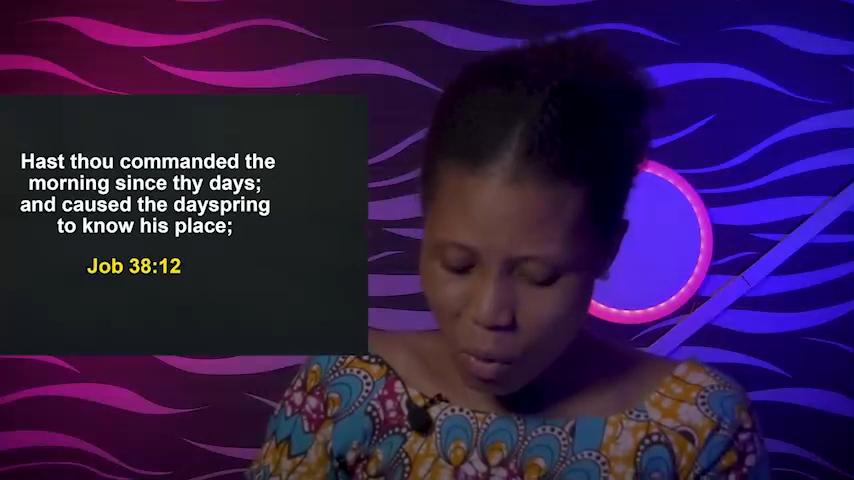 Hast thou commanded the
morning since thy days;
and caused the dayspring
to know his place;
Job 38:12